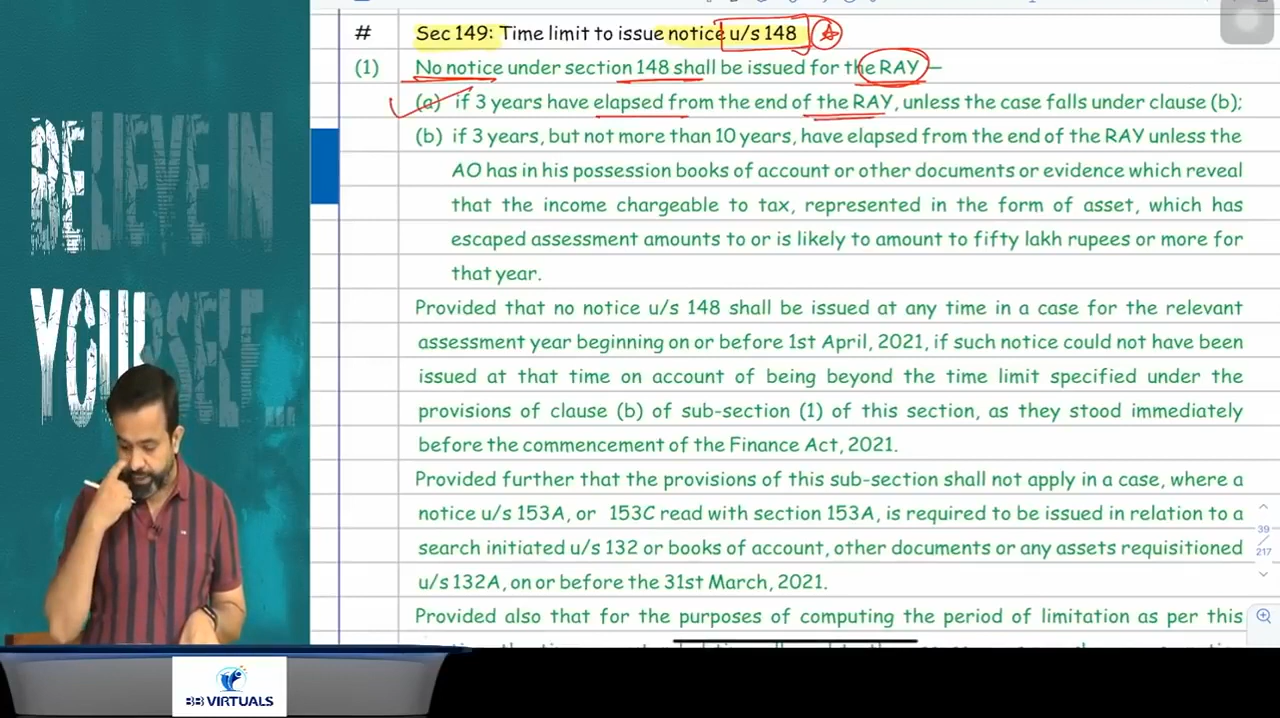 # Sec 149: Time limit to issue notice u/s 148
(1) No notice under section 148 shall be issued for the RAY –
(a) if 3 years have elapsed from the end of the RAY, unless the case falls under clause (b);
(b) if 3 years, but not more than 10 years, have elapsed from the end of the RAY unless the
AO has in his possession books of account or other documents or evidence which reveal
that the income chargeable to tax, represented in the form of asset, which has
escaped assessment amounts to or is likely to amount to fifty lakh rupees or more for
that year.
Provided that no notice u/s 148 shall be issued at any time in a case for the relevant
assessment year beginning on or before 1st April, 2021, if such notice could not have been
issued at that time on account of being beyond the time limit specified under the
provisions of clause (b) of sub-section (1) of this section, as they stood immediately
before the commencement of the Finance Act, 2021.
Provided further that the provisions of this sub-section shall not apply in a case, where a
notice u/s 153A, or 153C read with section 153A, is required to be issued in relation to a
search initiated u/s 132 or books of account, other documents or any assets requisitioned
u/s 132A, on or before the 31st March, 2021.
Provided also that for the purposes of computing the period of limitation as per this
BELIEVE IN
YOURSELF...
39
217
BB VIRTUALS